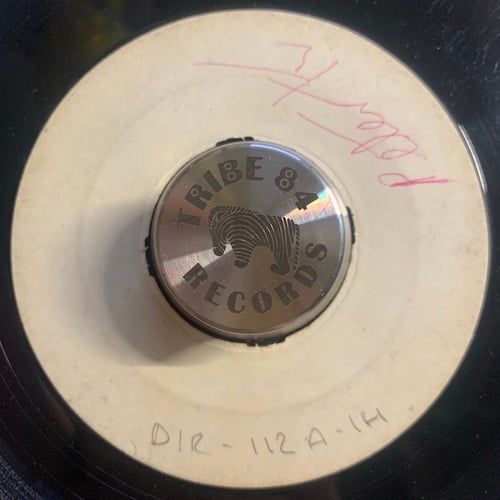 TRIBE 84
RECORDS
DIR - 112A-1H